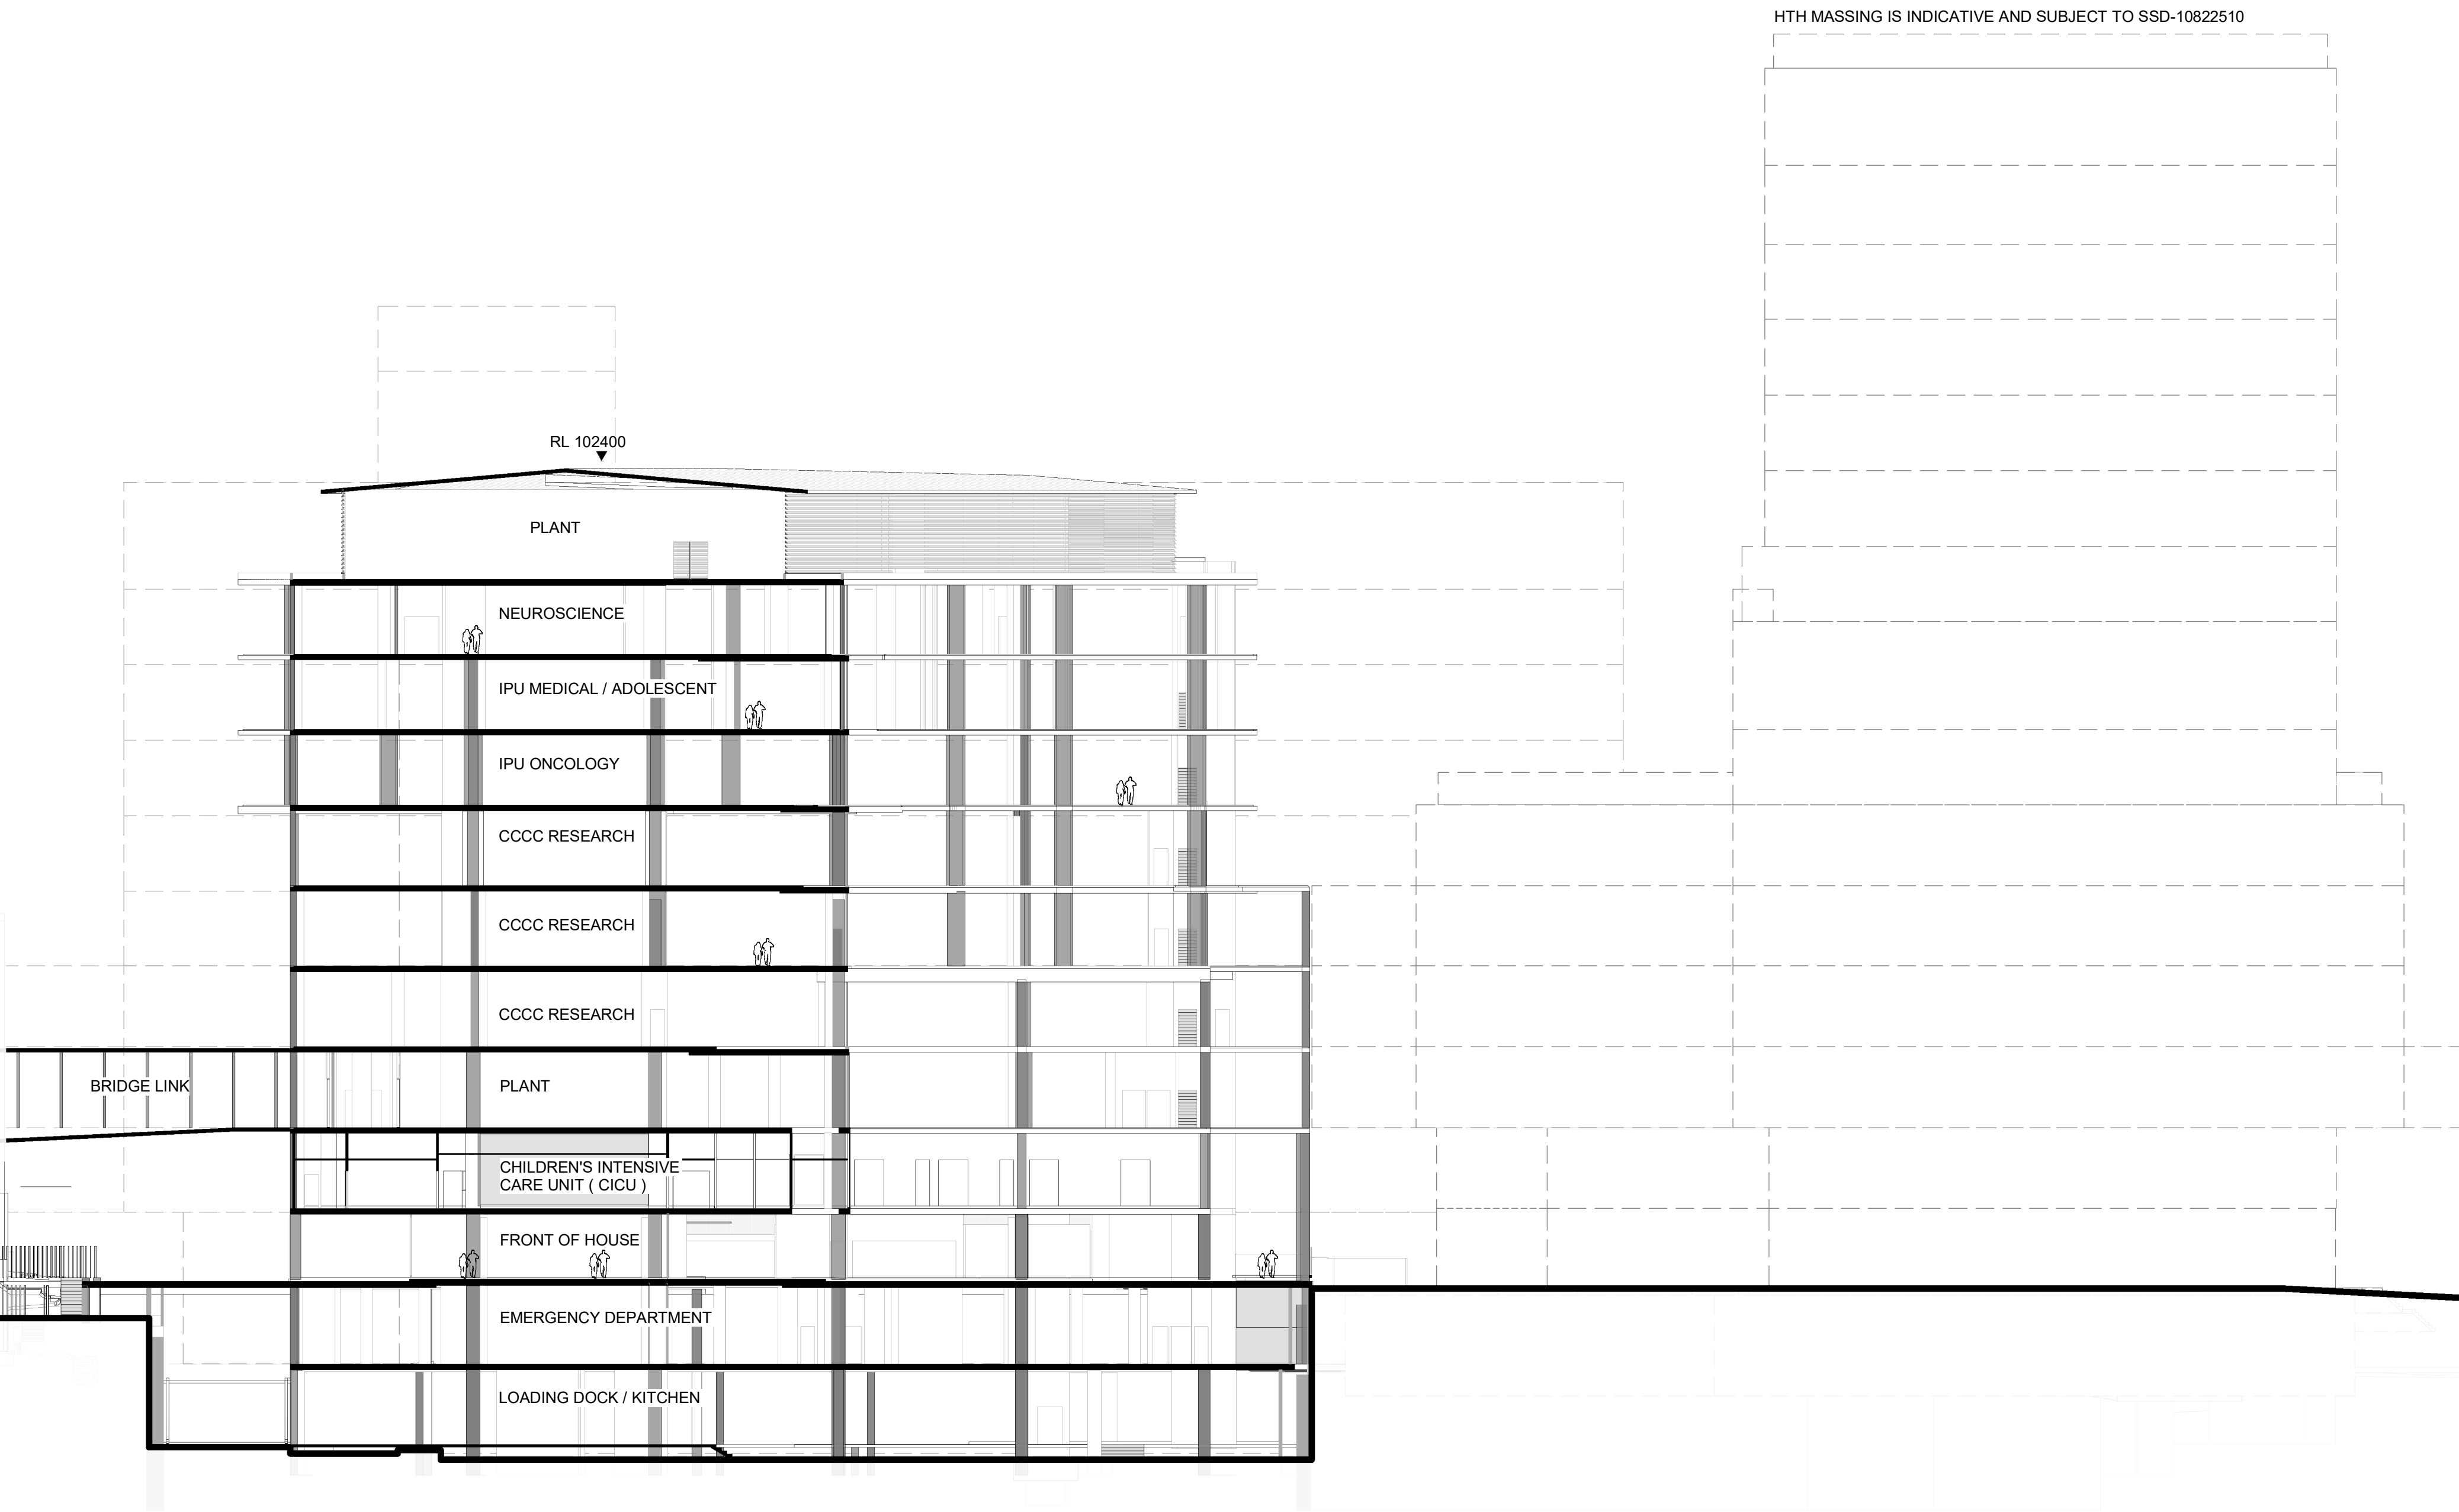 HTH MASSING IS INDICATIVE AND SUBJECT TO SSD-10822510
RL 102400
PLANT
NEUROSCIENCE
IPU MEDICAL / ADOLESCENT
IPU ONCOLOGY
CCCC RESEARCH
CCCC RESEARCH
CCCC RESEARCH
BRIDGE LINK
PLANT
CHILDREN'S INTENSIVE
CARE UNIT ( CICU )
FRONT OF HOUSE
EMERGENCY DEPARTMENT
LOADING DOCK / KITCHEN